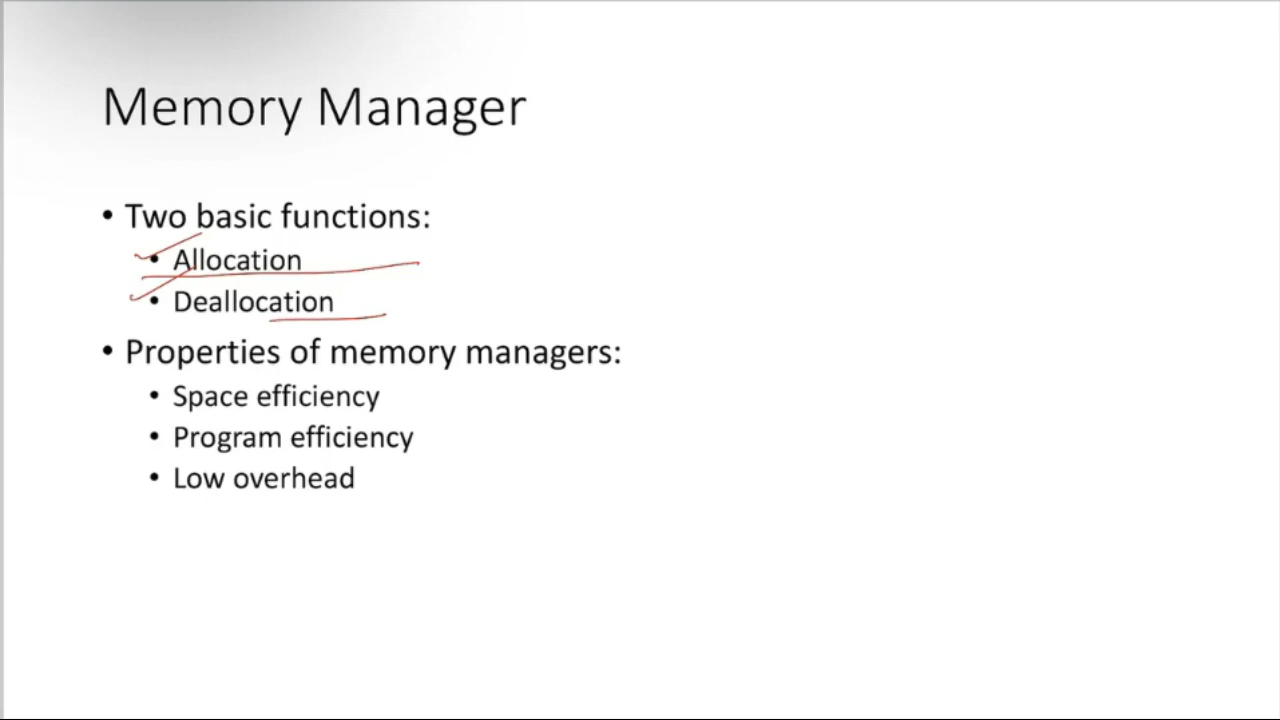 Memory Manager
• Two basic functions:
• Allocation
• Deallocation
• Properties of memory managers:
• Space efficiency
• Program efficiency
• Low overhead